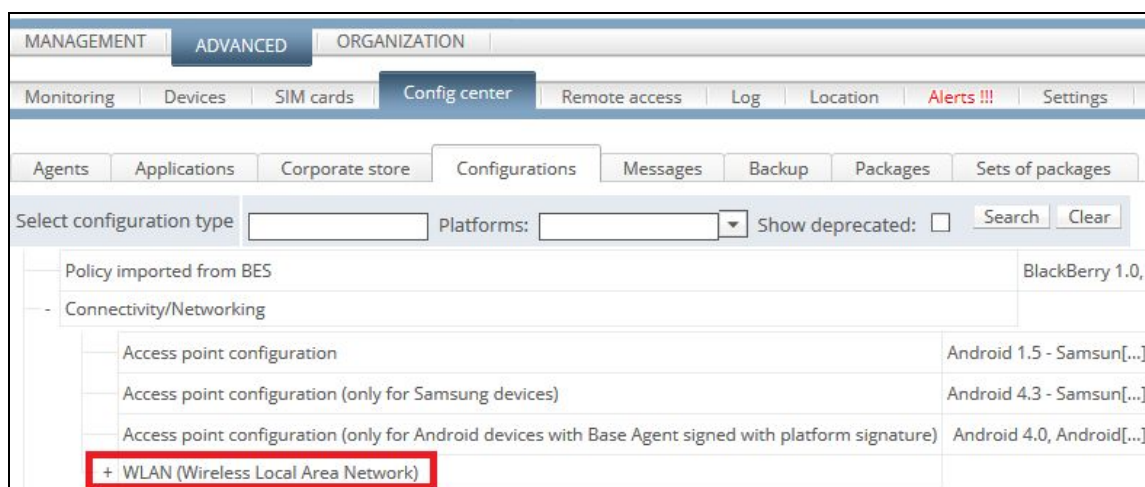 MANAGEMENT ADVANCED ORGANIZATION
Monitoring Devices SIM cards Config center Remote access Log Location Alerts !!! Settings
Agents Applications Corporate store Configurations Messages Backup Packages Sets of packages
Select configuration type Platforms: Show deprecated: Search Clear
Policy imported from BES BlackBerry 1.0,
- Connectivity/Networking
Access point configuration Android 1.5 - Samsun[...]
Access point configuration (only for Samsung devices) Android 4.3 - Samsun[...]
Access point configuration (only for Android devices with Base Agent signed with platform signature) Android 4.0, Android[...]
+ WLAN (Wireless Local Area Network)